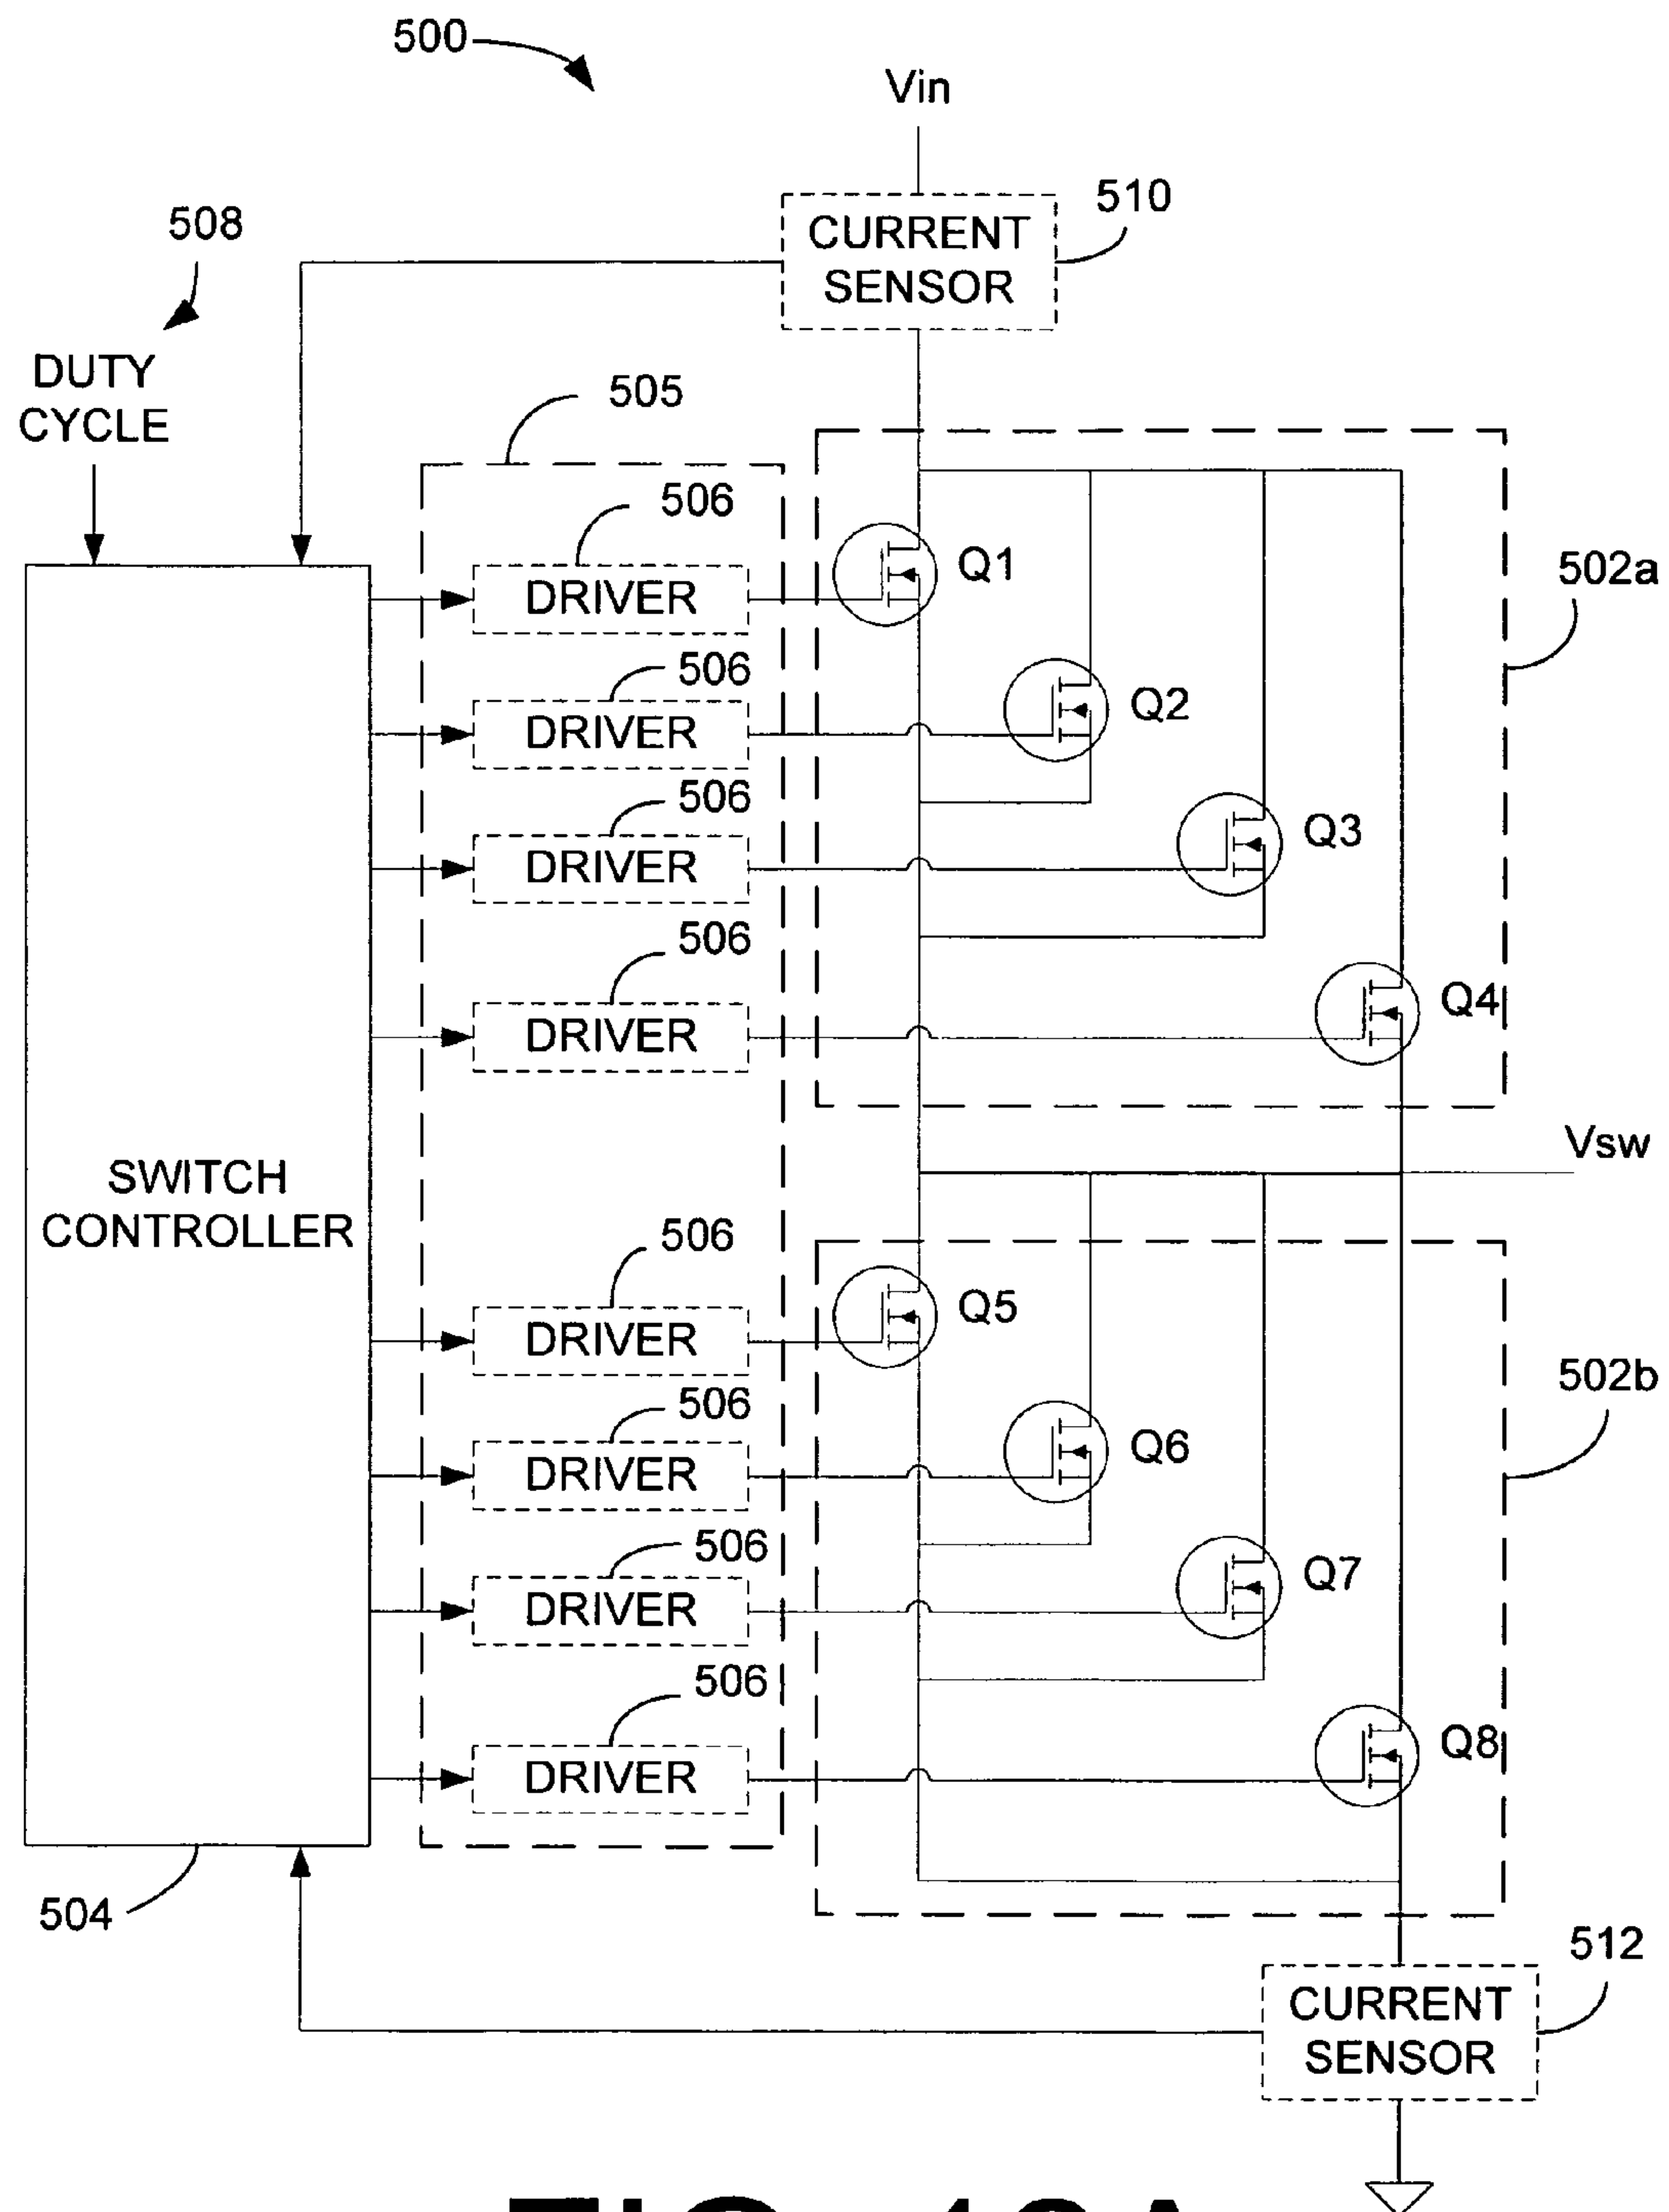 500
Vin
510
508
CURRENT
SENSOR
DUTY
CYCLE
505
506
DRIVER
Q1
502a
506
DRIVER
Q2
506
DRIVER
Q3
506
DRIVER
Q4
Vsw
SWITCH
CONTROLLER
506
DRIVER
Q5
502b
506
DRIVER
Q6
506
DRIVER
Q7
506
DRIVER
Q8
504
512
CURRENT
SENSOR